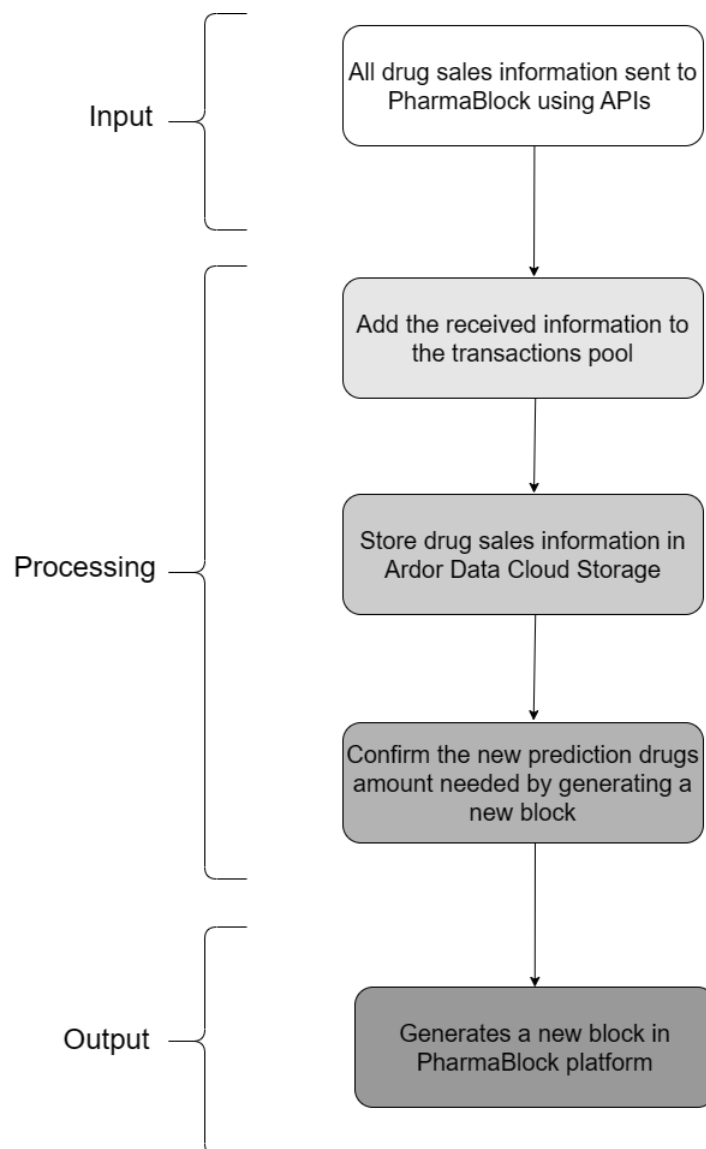 Input
All drug sales information sent to
PharmaBlock using APIs
Processing
Add the received information to
the transactions pool
Store drug sales information in
Ardor Data Cloud Storage
Confirm the new prediction drugs
amount needed by generating a
new block
Output
Generates a new block in
PharmaBlock platform